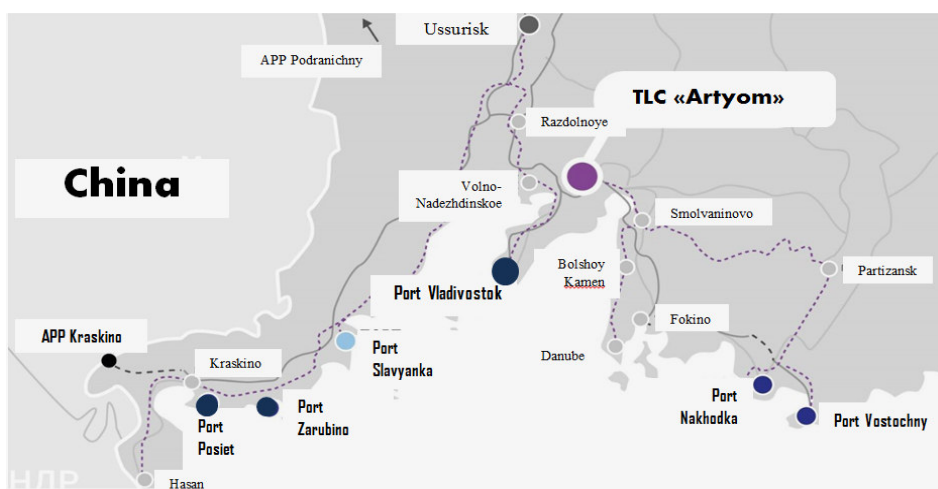 Ussurisk
APP Podranichny
TLC «Artyom»
Razdolnoye
China
Volno-
Nadezhdinskoe
Smolvaninovo
Bolshoy
Kamen
Partizansk
Port Vladivostok
APP Kraskino
Fokino
Kraskino
Port
Slavyanka
Danube
Port
Posiet
Port
Zarubino
Port
Nakhodka
Port Vostochny
НДР
Hasan